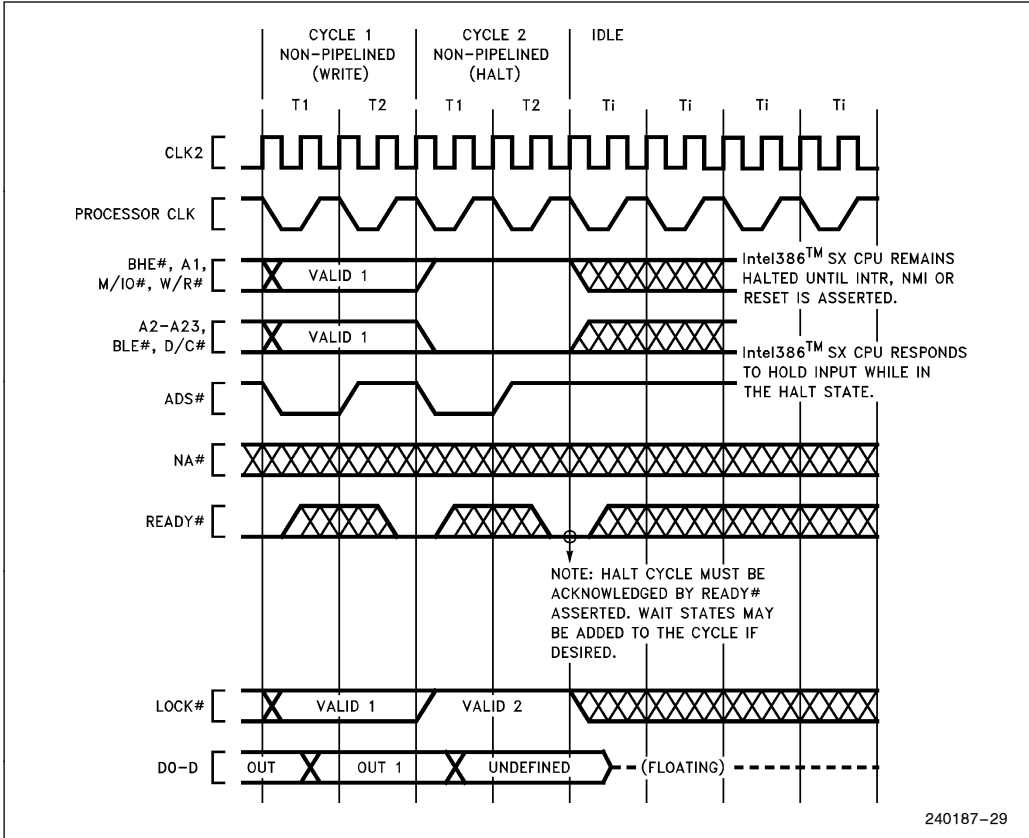 CYCLE 1
NON-PIPELINED
(WRITE)
CYCLE 2
NON-PIPELINED
(HALT)
IDLE
T1
T2
T1
T2
Ti
Ti
Ti
Ti
CLK2
PROCESSOR CLK
BHE#, A1,
M/IO#, W/R#
VALID 1
Intel386TM SX CPU REMAINS
HALTED UNTIL INTR, NMI OR
RESET IS ASSERTED.
A2-A23,
BLE#, D/C#
VALID 1
Intel386TM SX CPU RESPONDS
TO HOLD INPUT WHILE IN
THE HALT STATE.
ADS#
NA#
READY#
NOTE: HALT CYCLE MUST BE
ACKNOWLEDGED BY READY#
ASSERTED. WAIT STATES MAY
BE ADDED TO THE CYCLE IF
DESIRED.
LOCK#
VALID 1
VALID 2
D0-D
OUT
OUT 1
UNDEFINED
(FLOATING)
240187-29